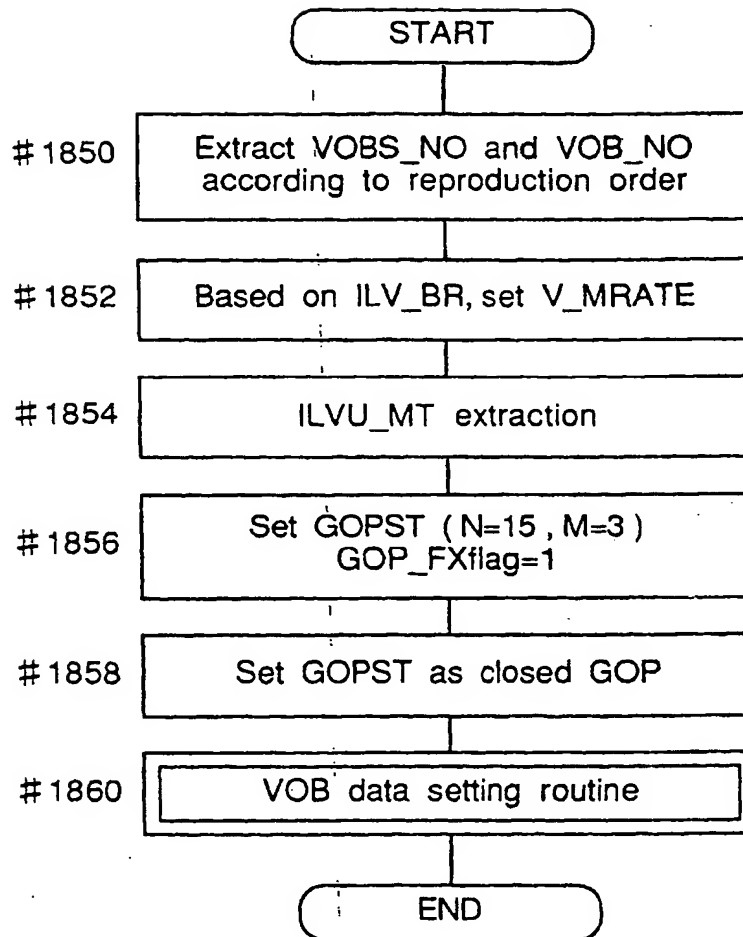 START
#1850
Extract VOBS_NO and VOB_NO
according to reproduction order
#1852
Based on ILV_BR, set V_MRATE
#1854
ILVU_MT extraction
#1856
Set GOPST (N=15, M=3)
GOP_FXflag=1
#1858
Set GOPST as closed GOP
#1860
VOB data setting routine
END